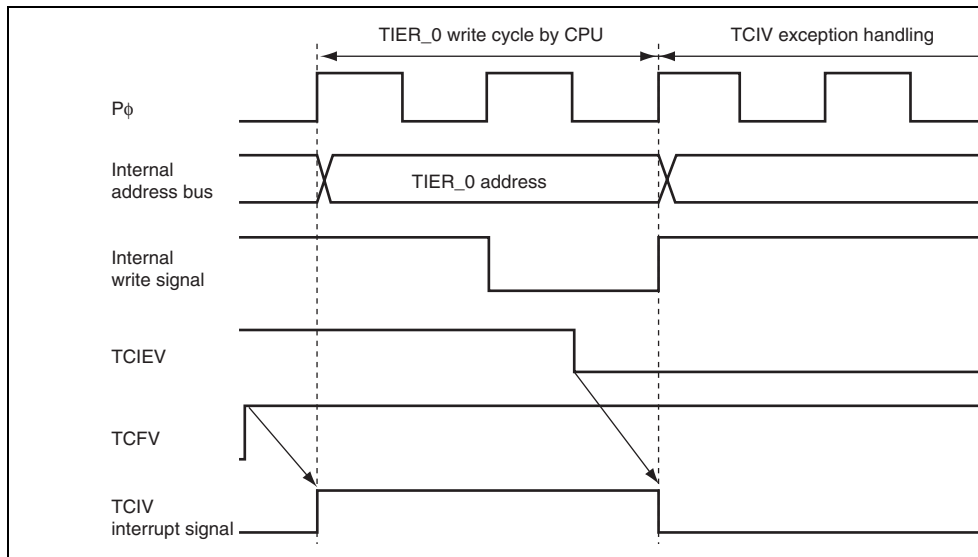 TIER_0 write cycle by CPU
TCIV exception handling
Pφ
Internal
address bus
TIER_0 address
Internal
write signal
TCIEV
TCFV
TCIV
interrupt signal